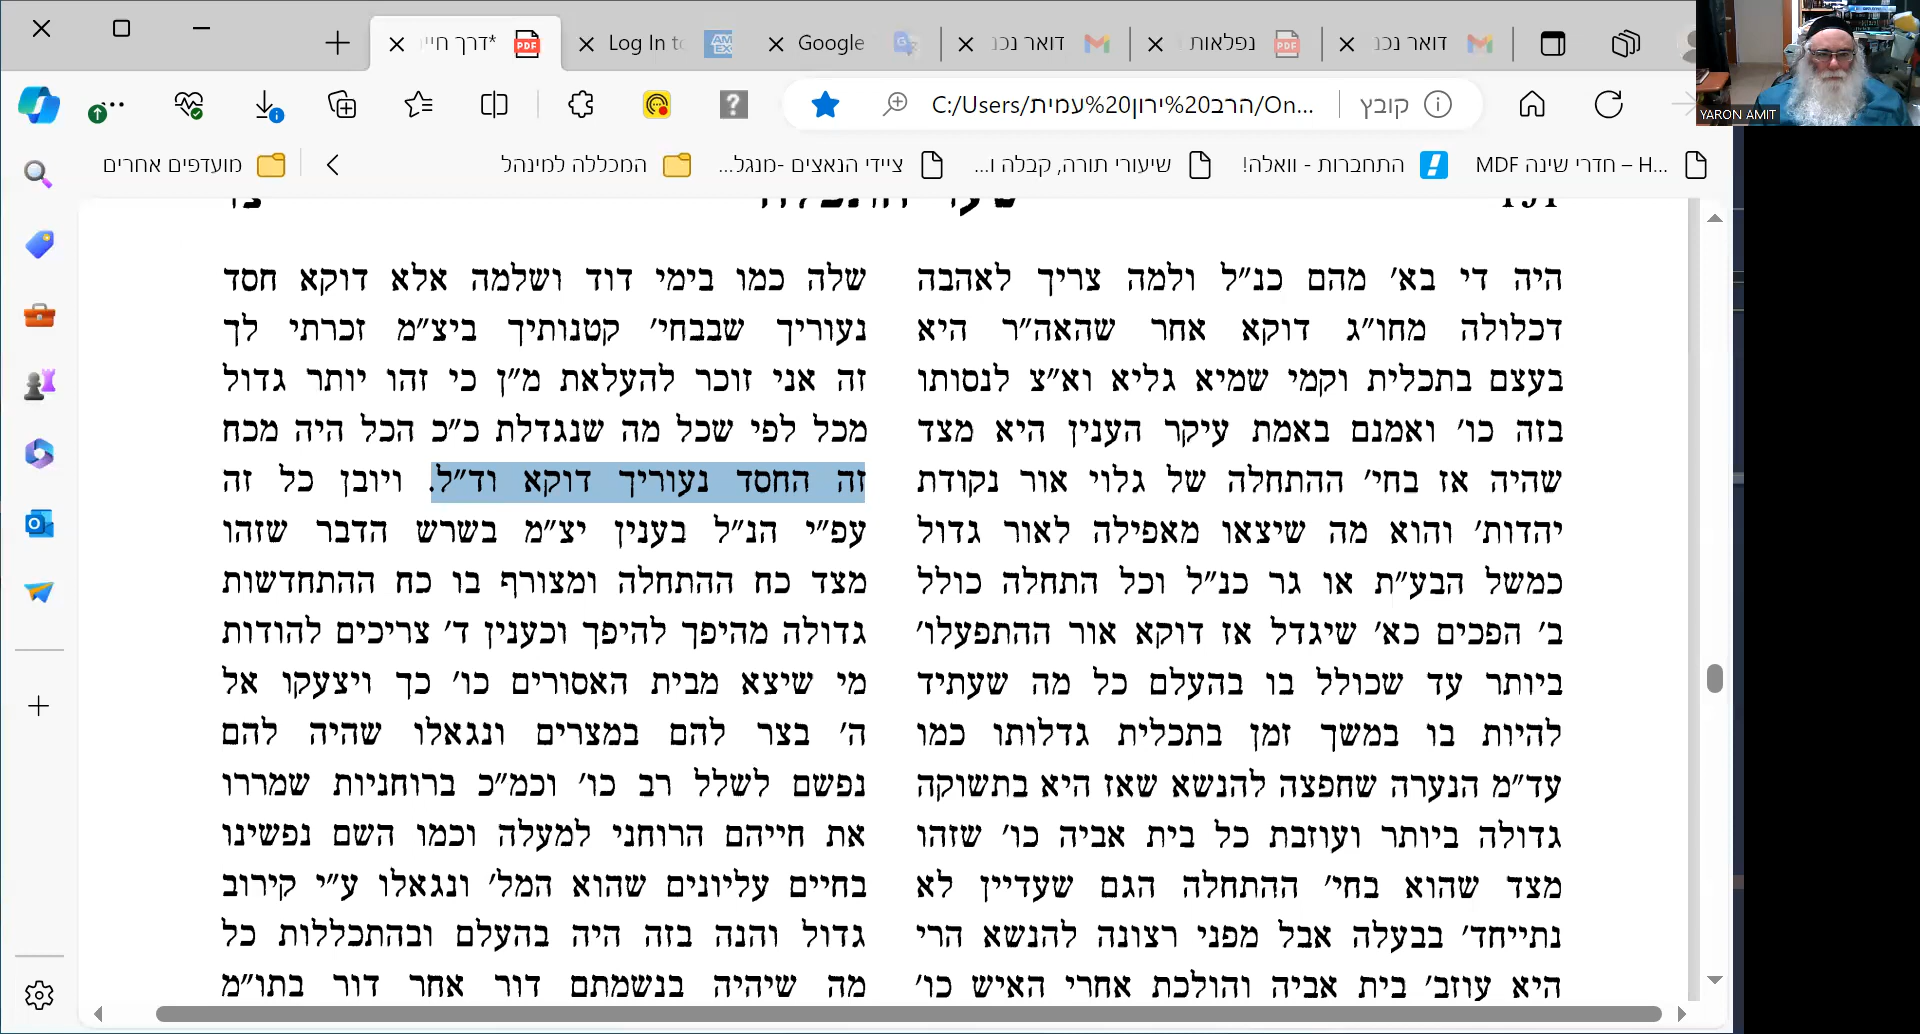 דרך חיי*
Log In to
Google
דואר נכנ
נפלאות
דואר נכנ
C:/Users/הרב%20ירון%20עמית/On...
קובץ
YARON AMIT
MDF חדרי שינה – H...
התחברות - וואלה!
שיעורי תורה, קבלה ו...
ציידי הנאצים -מנגל...
המכללה למינהל
מועדפים אחרים
היה די בא׳ מהם כנ״ל ולמה צריך לאהבה
דכלולה מחו״ג דוקא אחר שהאה״ר היא
בעצם בתכלית וקמי שמיא גליא וא״צ לנסותו
בזה כו׳ ואמנם באמת עיקר הענין היא מצד
שהיה אז בחי׳ ההתחלה של גלוי אור נקודת
יהדות׳ והוא מה שיצאו מאפילה לאור גדול
כמשל הבע״ת או גר כנ״ל וכל התחלה כולל
ב׳ הפכים כא׳ שיגדל אז דוקא אור ההתפעלו׳
ביותר עד שכולל בו בהעלם כל מה שעתיד
להיות בו במשך זמן בתכלית גדלותו כמו
עד״מ הנערה שחפצה להנשא שאז היא בתשוקה
גדולה ביותר ועוזבת כל בית אביה כו׳ שזהו
מצד שהוא בחי׳ ההתחלה הגם שעדיין לא
נתייחד׳ בבעלה אבל מפני רצונה להנשא הרי
היא עוזב׳ בית אביה והולכת אחרי האיש כו׳
שלה כמו בימי דוד ושלמה אלא דוקא חסד
נעוריך שבבחי׳ קטנותיך ביצ״מ זכרתי לך
זה אני זוכר להעלאת מ״ן כי זהו יותר גדול
מכל לפי שכל מה שנגדלת כ״כ הכל היה מכח
זה החסד נעוריך דוקא וד״ל. ויובן כל זה
עפ״י הנ״ל בענין יצ״מ בשרש הדבר שזהו
מצד כח ההתחלה ומצורף בו כח ההתחדשות
גדולה מהיפך להיפך וכענין ד׳ צריכים להודות
מי שיצא מבית האסורים כו׳ כך ויצעקו אל
ה׳ בצר להם במצרים ונגאלו שהיה להם
נפשם לשלל רב כו׳ וכמ״כ ברוחניות שמררו
את חייהם הרוחני למעלה וכמו השם נפשינו
בחיים עליונים שהוא המל׳ ונגאלו ע״י קירוב
גדול והנה בזה היה בהעלם ובהתכללות כל
מה שיהיה בנשמתם דור אחר דור בתו״מ